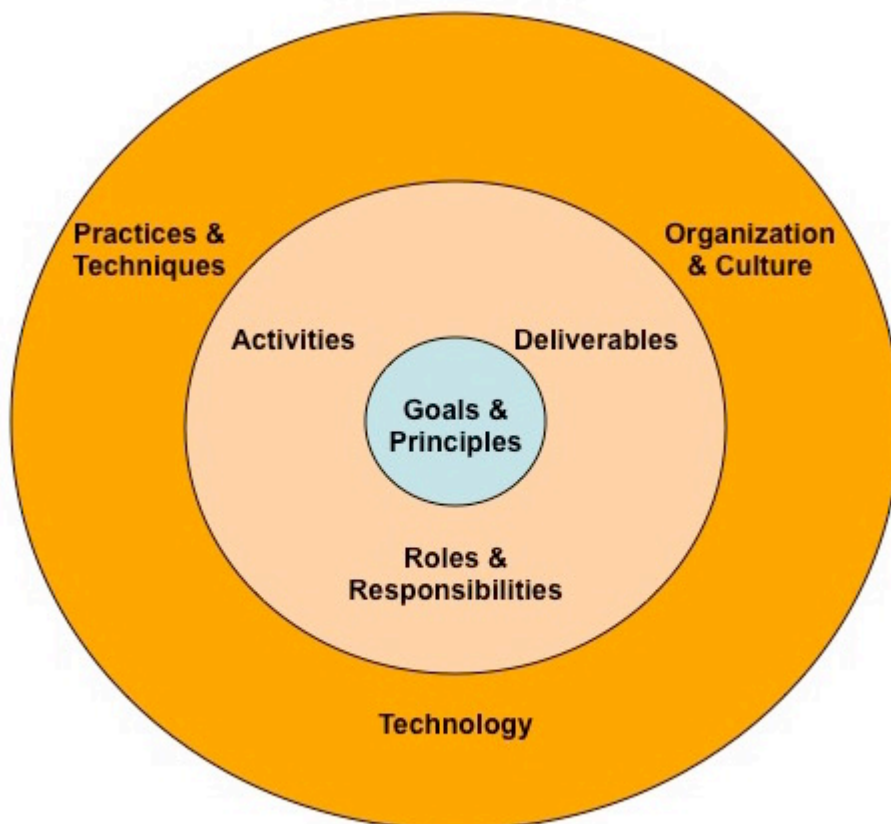 Practices &
Techniques
Organization
& Culture
Activities
Deliverables
Goals &
Principles
Roles &
Responsibilities
Technology